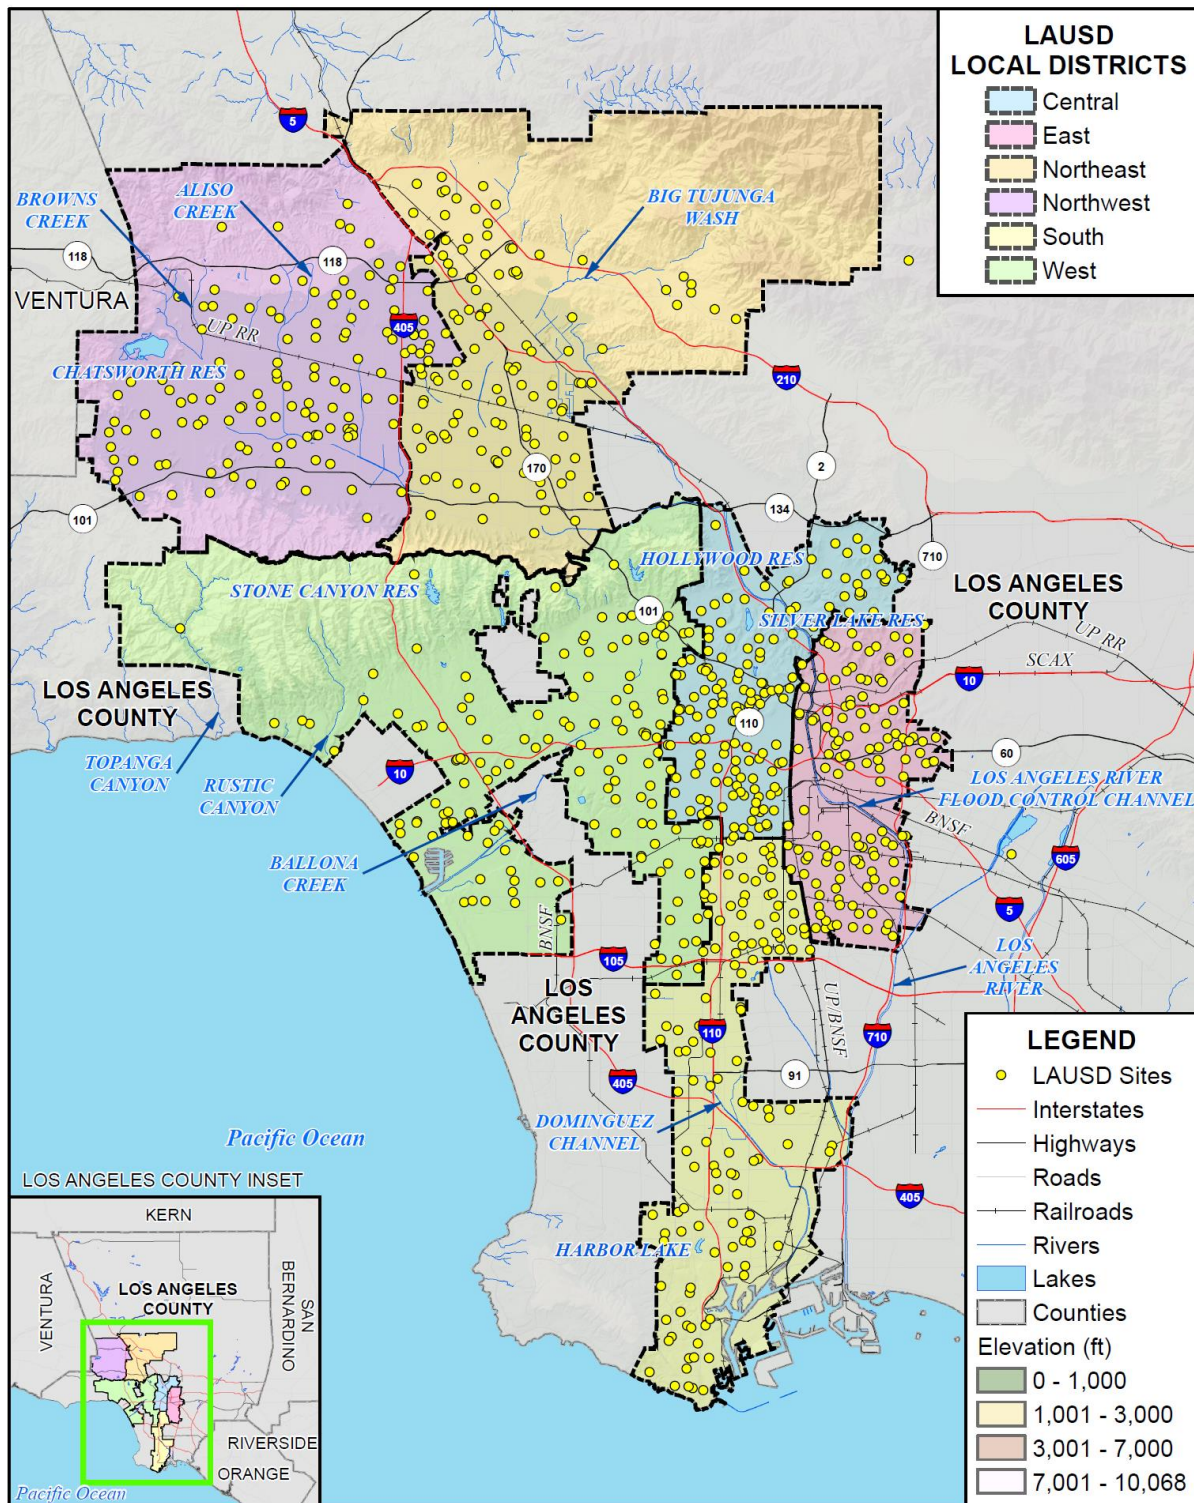 LAUSD
LOCAL DISTRICTS
Central
East
Northeast
Northwest
South
West
5
BROWNS
CREEK
ALISO
CREEK
BIG TUJUNGA
WASH
118
118
VENTURA
405
UP RR
CHATSWORTH RES
210
170
2
101
134
710
HOLLYWOOD RES
STONE CANYON RES
101
LOS ANGELES
COUNTY
SILVER LAKE RES
UP RR
SCAX
10
LOS ANGELES
COUNTY
110
60
TOPANGA
CANYON
RUSTIC
CANYON
10
LOS ANGELES RIVER
FLOOD CONTROL CHANNEL
BNSF
605
BALLONA
CREEK
5
BNSF
105
LOS
ANGELES
RIVER
LOS
ANGELES
COUNTY
UP/BNSF
110
710
405
91
DOMINGUEZ
CHANNEL
Pacific Ocean
405
HARBOR LAKE
LEGEND
LAUSD Sites
Interstates
Highways
Roads
Railroads
Rivers
Lakes
Counties
Elevation (ft)
0 - 1,000
1,001 - 3,000
3,001 - 7,000
7,001 - 10,068
LOS ANGELES COUNTY INSET
KERN
VENTURA
LOS ANGELES
COUNTY
SAN
BERNARDINO
RIVERSIDE
ORANGE
Pacific Ocean